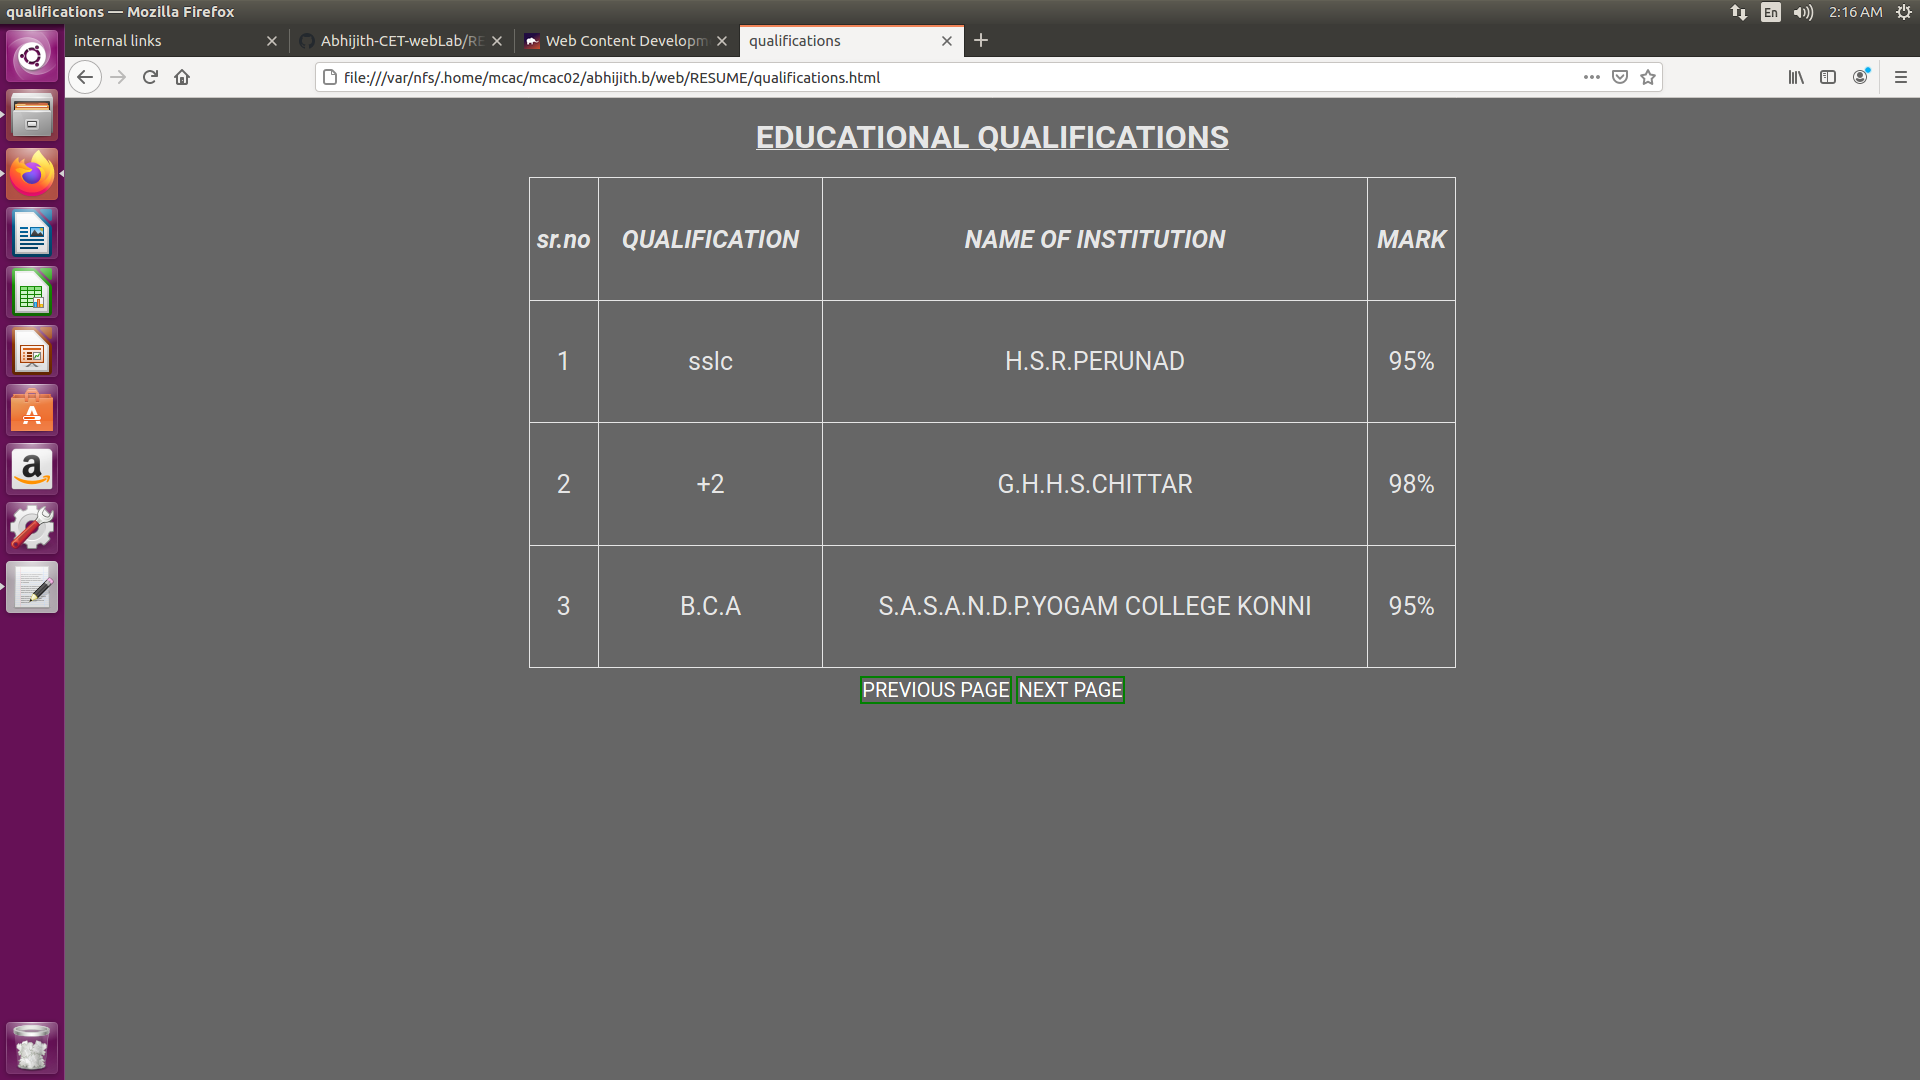 qualifications — Mozilla Firefox
En
2:16 AM
internal links
Abhijith-CET-webLab/RE
Web Content Developm
qualifications
file:///var/nfs/.home/mcac/mcac02/abhijith.b/web/RESUME/qualifications.html
EDUCATIONAL QUALIFICATIONS
sr.no QUALIFICATION NAME OF INSTITUTION MARK
1 sslc H.S.R.PERUNAD 95%
2 +2 G.H.H.S.CHITTAR 98%
3 B.C.A S.A.S.A.N.D.P.YOGAM COLLEGE KONNI 95%
PREVIOUS PAGE NEXT PAGE